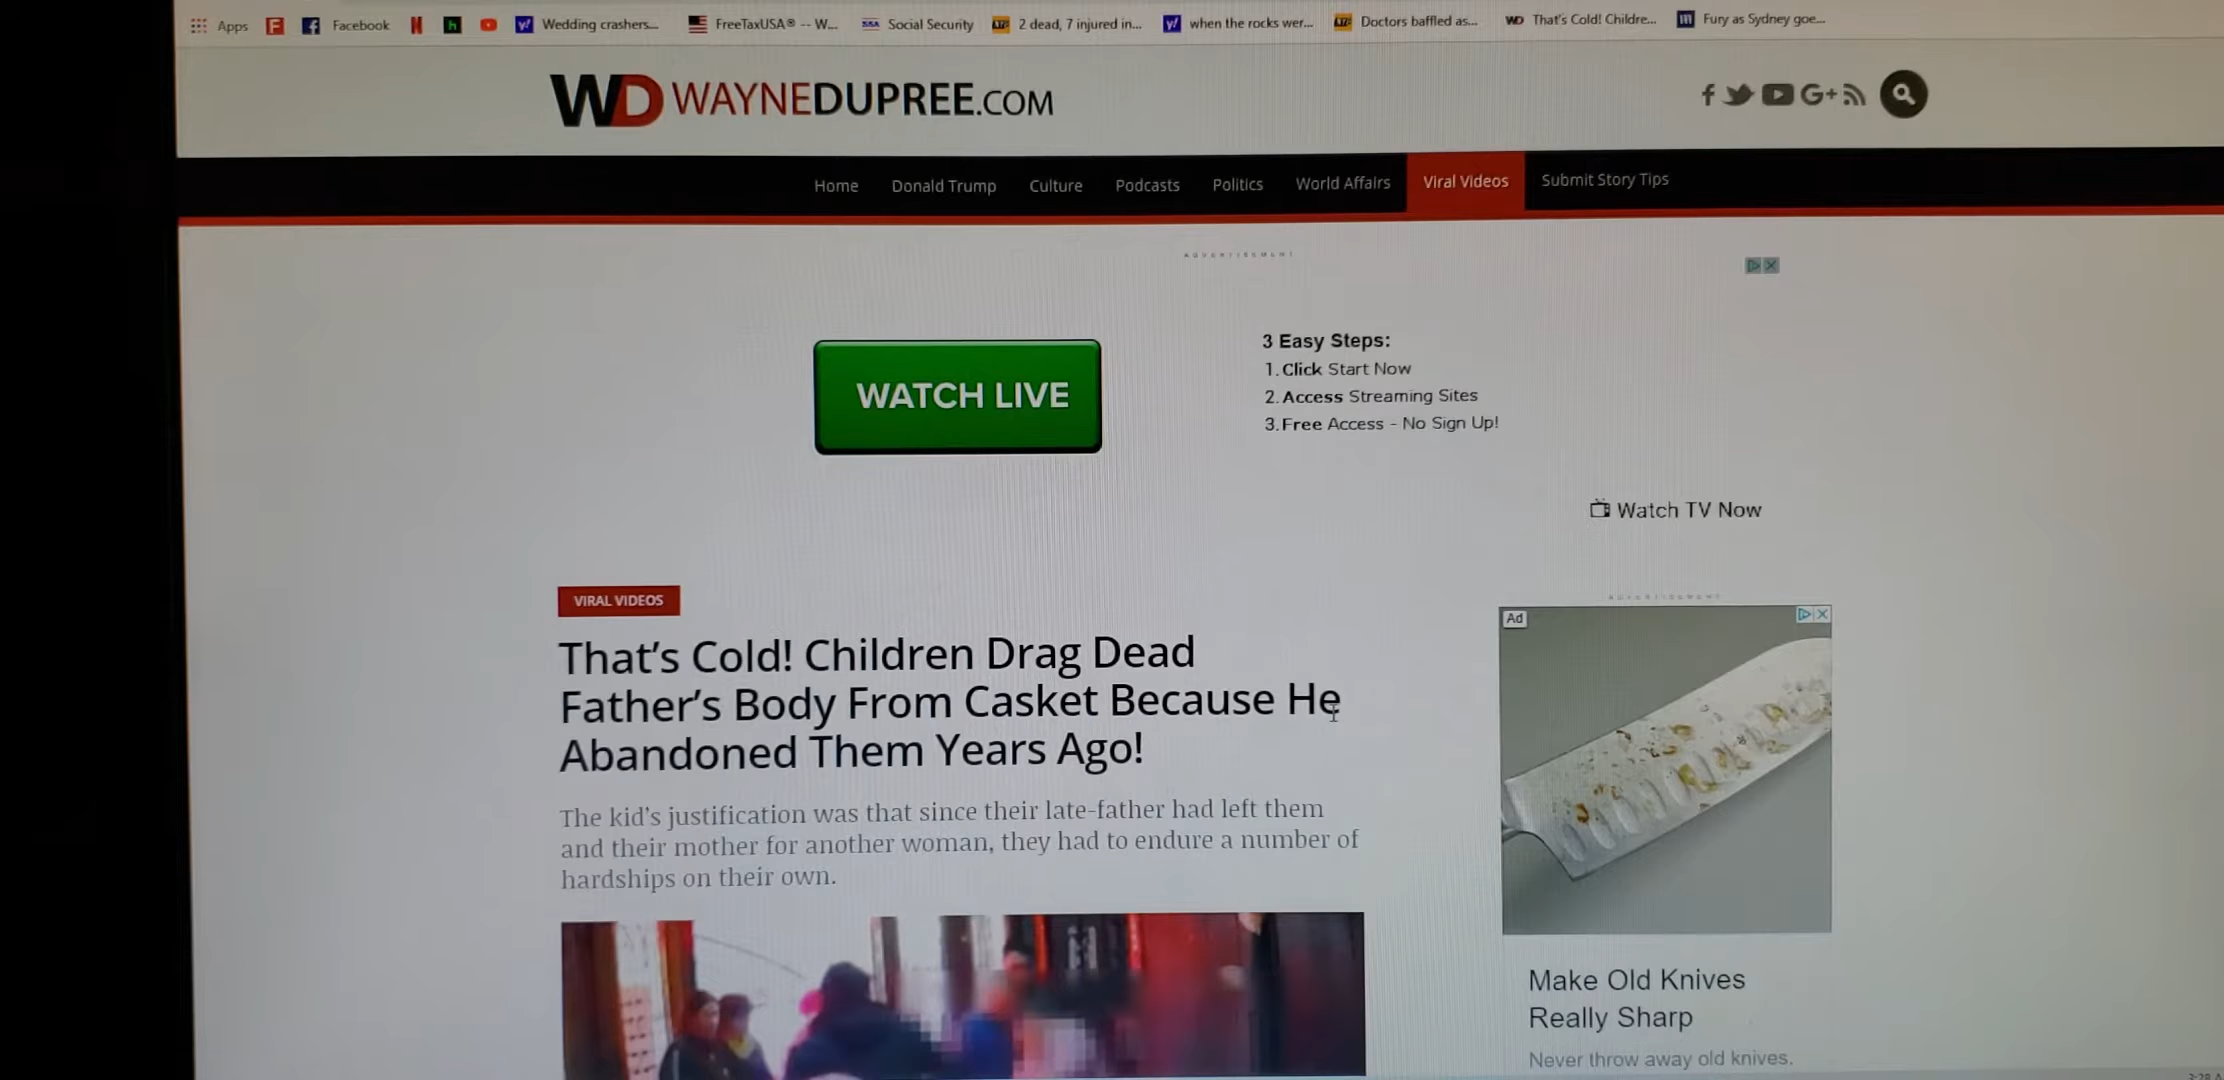 Apps
Facebook
Wedding crashers...
FreeTaxUSA® -- W...
Social Security
2 dead, 7 injured in...
when the rocks wer...
Doctors baffled as...
That's Cold! Childre...
Fury as Sydney goe...
WD WAYNEDUPREE.COM
Home
Donald Trump
Culture
Podcasts
Politics
World Affairs
Viral Videos
Submit Story Tips
ADVERTISEMENT
WATCH LIVE
3 Easy Steps:
1. Click Start Now
2. Access Streaming Sites
3. Free Access - No Sign Up!
Watch TV Now
VIRAL VIDEOS
That's Cold! Children Drag Dead
Father's Body From Casket Because He
Abandoned Them Years Ago!
The kid's justification was that since their late-father had left them
and their mother for another woman, they had to endure a number of
hardships on their own.
ADVERTISEMENT
Ad
Make Old Knives
Really Sharp
Never throw away old knives.